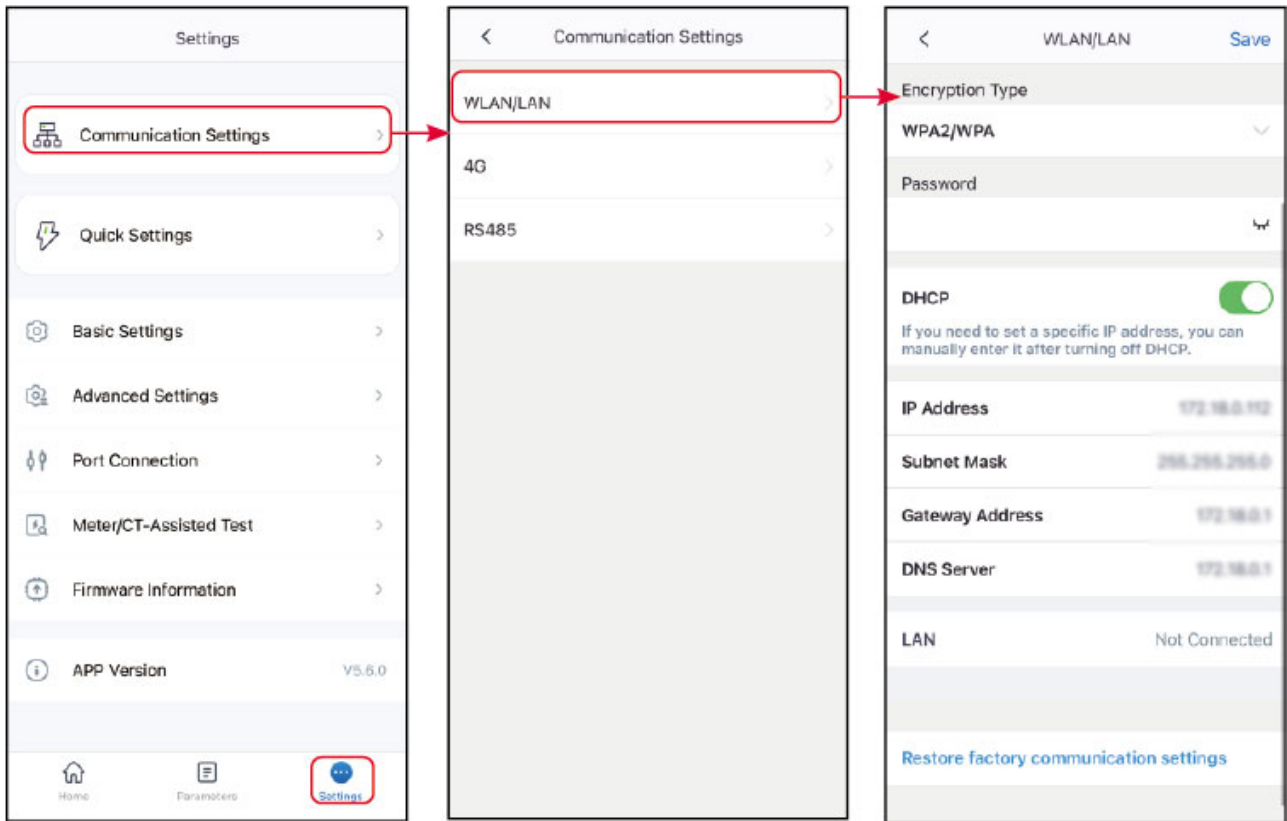 Settings
Communication Settings
Quick Settings
Basic Settings
Advanced Settings
Port Connection
Meter/CT-Assisted Test
Firmware Information
APP Version V5.6.0
Home Parameters Settings
Communication Settings
WLAN/LAN
4G
RS485
WLAN/LAN Save
Encryption Type
WPA2/WPA
Password
DHCP
If you need to set a specific IP address, you can
manually enter it after turning off DHCP.
IP Address
Subnet Mask
Gateway Address
DNS Server
LAN Not Connected
Restore factory communication settings